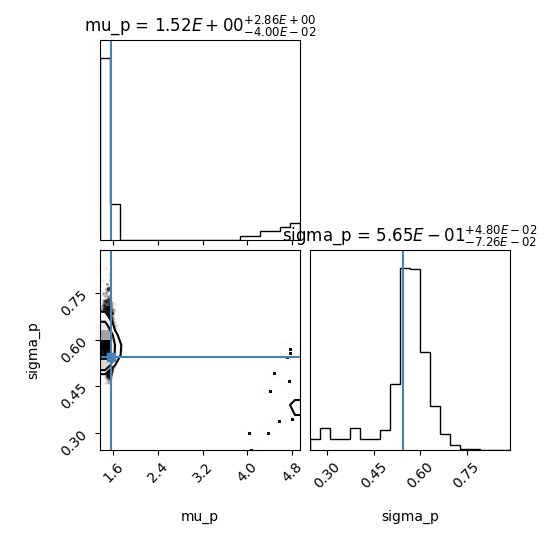 mu_p = 1.52E + 00+2.86E + 00
−4.00E − 02
sigma_p = 5.65E − 01+4.80E − 02
−7.26E − 02
sigma_p
0.75
0.60
0.45
0.30
1.6 2.4 3.2 4.0 4.8
0.30 0.45 0.60 0.75
mu_p
sigma_p